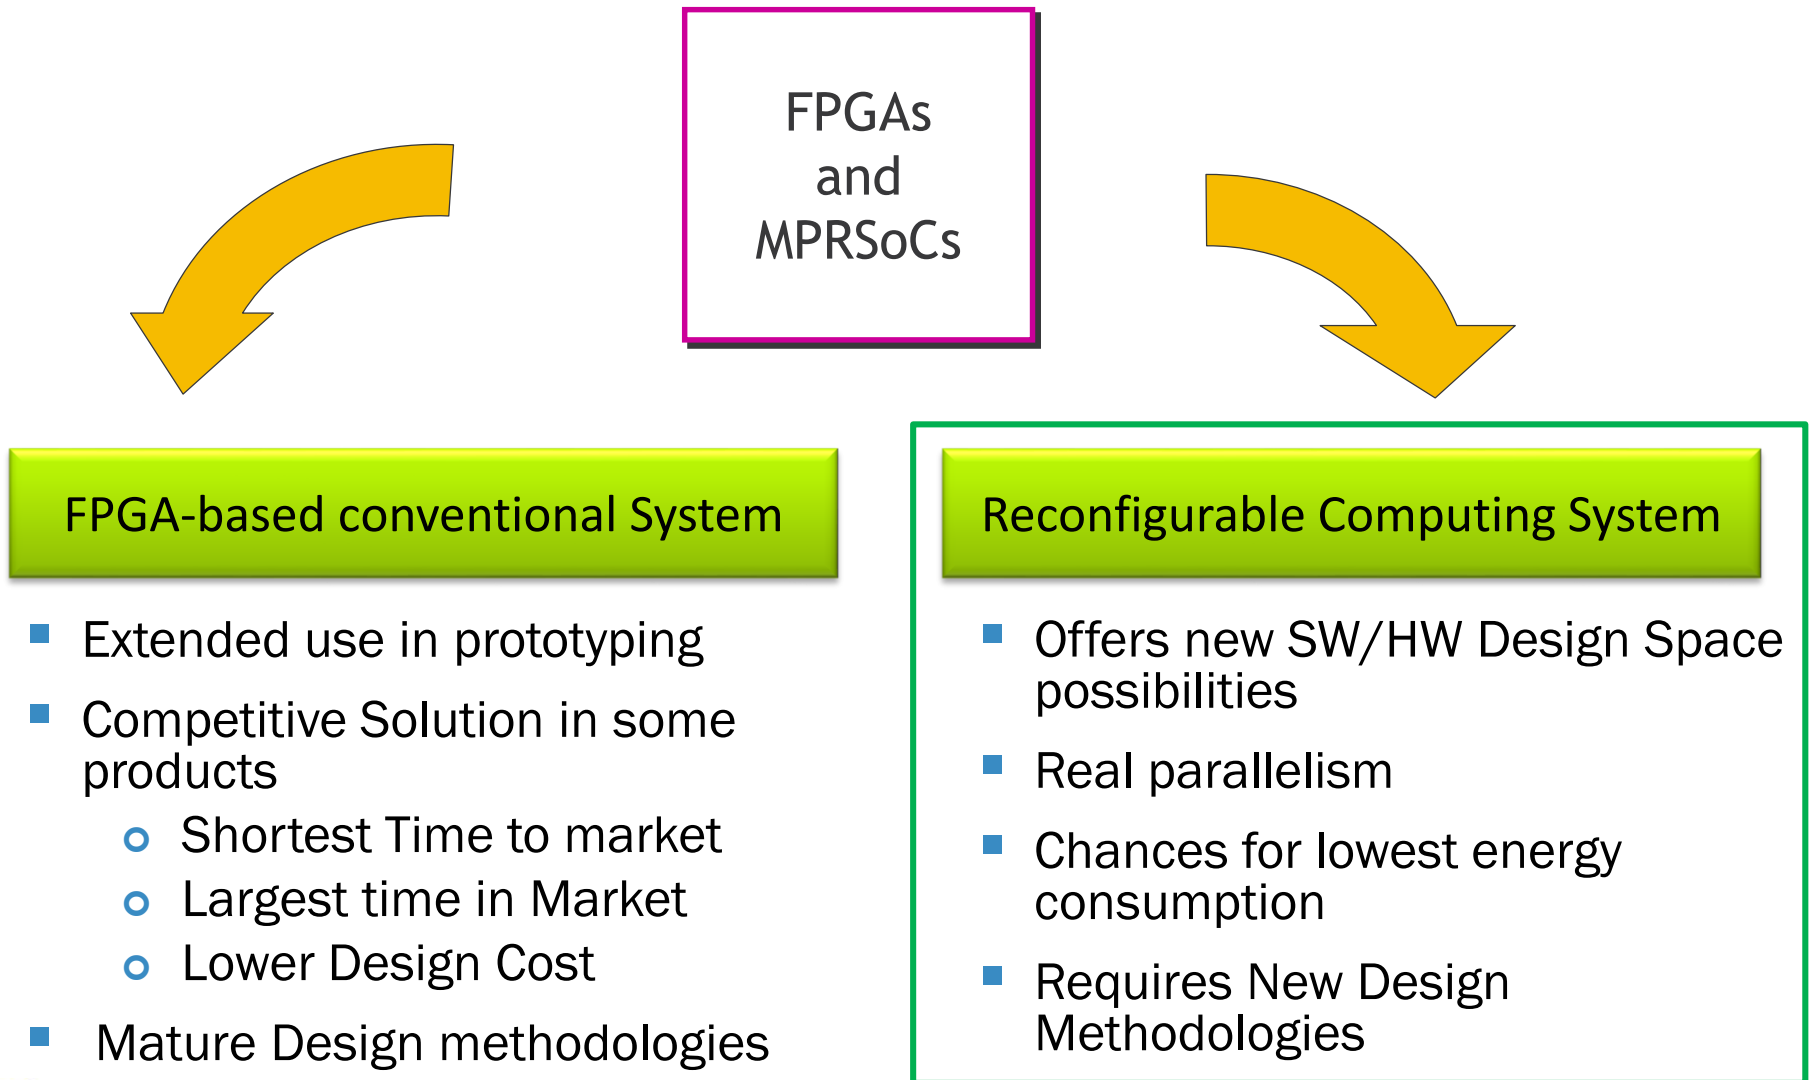 FPGAs
and
MPRSoCs
FPGA-based conventional System
Extended use in prototyping
Competitive Solution in some
products
Shortest Time to market
Largest time in Market
Lower Design Cost
Mature Design methodologies
Reconfigurable Computing System
Offers new SW/HW Design Space
possibilities
Real parallelism
Chances for lowest energy
consumption
Requires New Design
Methodologies